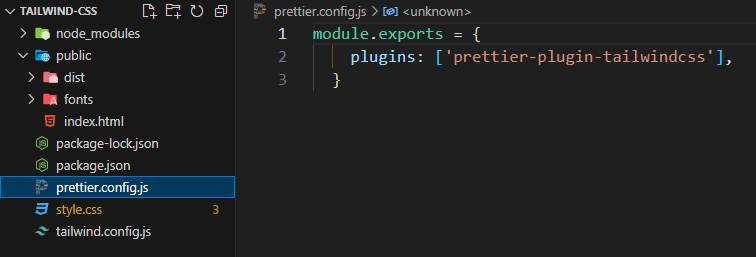 TAILWIND-CSS
node_modules
public
dist
fonts
index.html
package-lock.json
package.json
prettier.config.js
style.css 3
tailwind.config.js
prettier.config.js > <unknown>
1 module.exports = {
2 plugins: ['prettier-plugin-tailwindcss'],
3 }